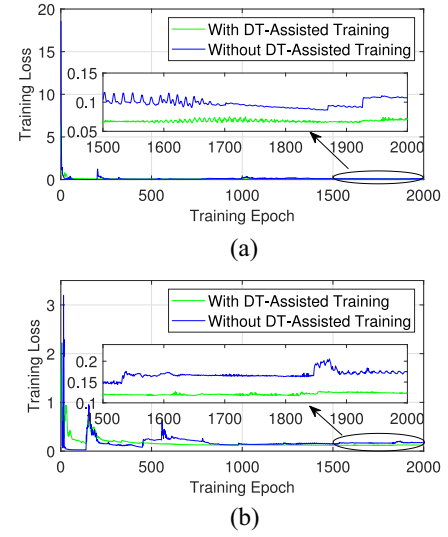 20
15
10
5
0
Training Loss
With DT-Assisted Training
Without DT-Assisted Training
0.15
0.1
0.05
1500 1600 1700 1800 1900 2000
0 500 1000 1500 2000
Training Epoch
(a)
3
2
1
0
Training Loss
With DT-Assisted Training
Without DT-Assisted Training
0.2
0.1
500 1600 1700 1800 1900 2000
0 500 1000 1500 2000
Training Epoch
(b)